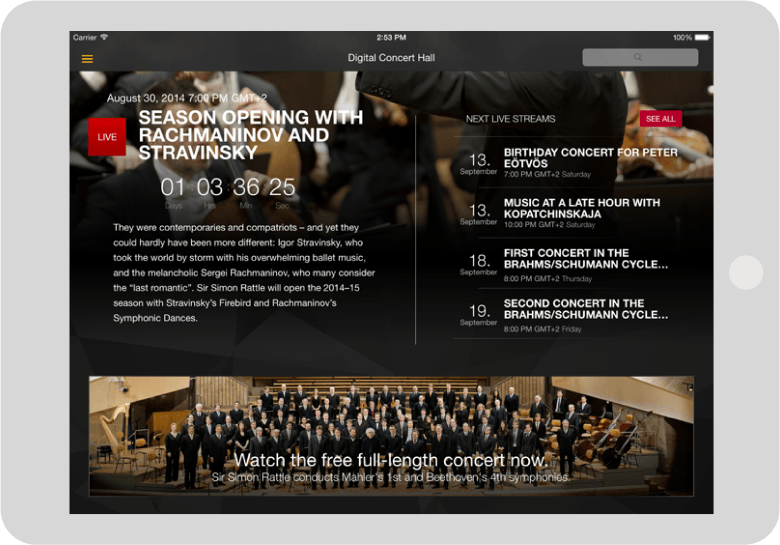 Carrier
2:53 PM
100%
Digital Concert Hall
August 30, 2014 7:00 PM GMT+2
LIVE
SEASON OPENING WITH
RACHMANINOV AND
STRAVINSKY
01 03 36 25
Days Hrs Min Sec
They were contemporaries and compatriots – and yet they
could hardly have been more different: Igor Stravinsky, who
took the world by storm with his overwhelming ballet music,
and the melancholic Sergei Rachmaninov, who many consider
the “last romantic”. Sir Simon Rattle will open the 2014–15
season with Stravinsky’s Firebird and Rachmaninov’s
Symphonic Dances.
NEXT LIVE STREAMS
SEE ALL
13.
September
BIRTHDAY CONCERT FOR PETER
EÖTVÖS
7:00 PM GMT+2 Saturday
13.
September
MUSIC AT A LATE HOUR WITH
KOPATCHINSKAJA
10:00 PM GMT+2 Saturday
18.
September
FIRST CONCERT IN THE
BRAHMS/SCHUMANN CYCLE...
8:00 PM GMT+2 Thursday
19.
September
SECOND CONCERT IN THE
BRAHMS/SCHUMANN CYCLE...
8:00 PM GMT+2 Friday
Watch the free full-length concert now.
Sir Simon Rattle conducts Mahler's 1st and Beethoven's 4th symphonies.